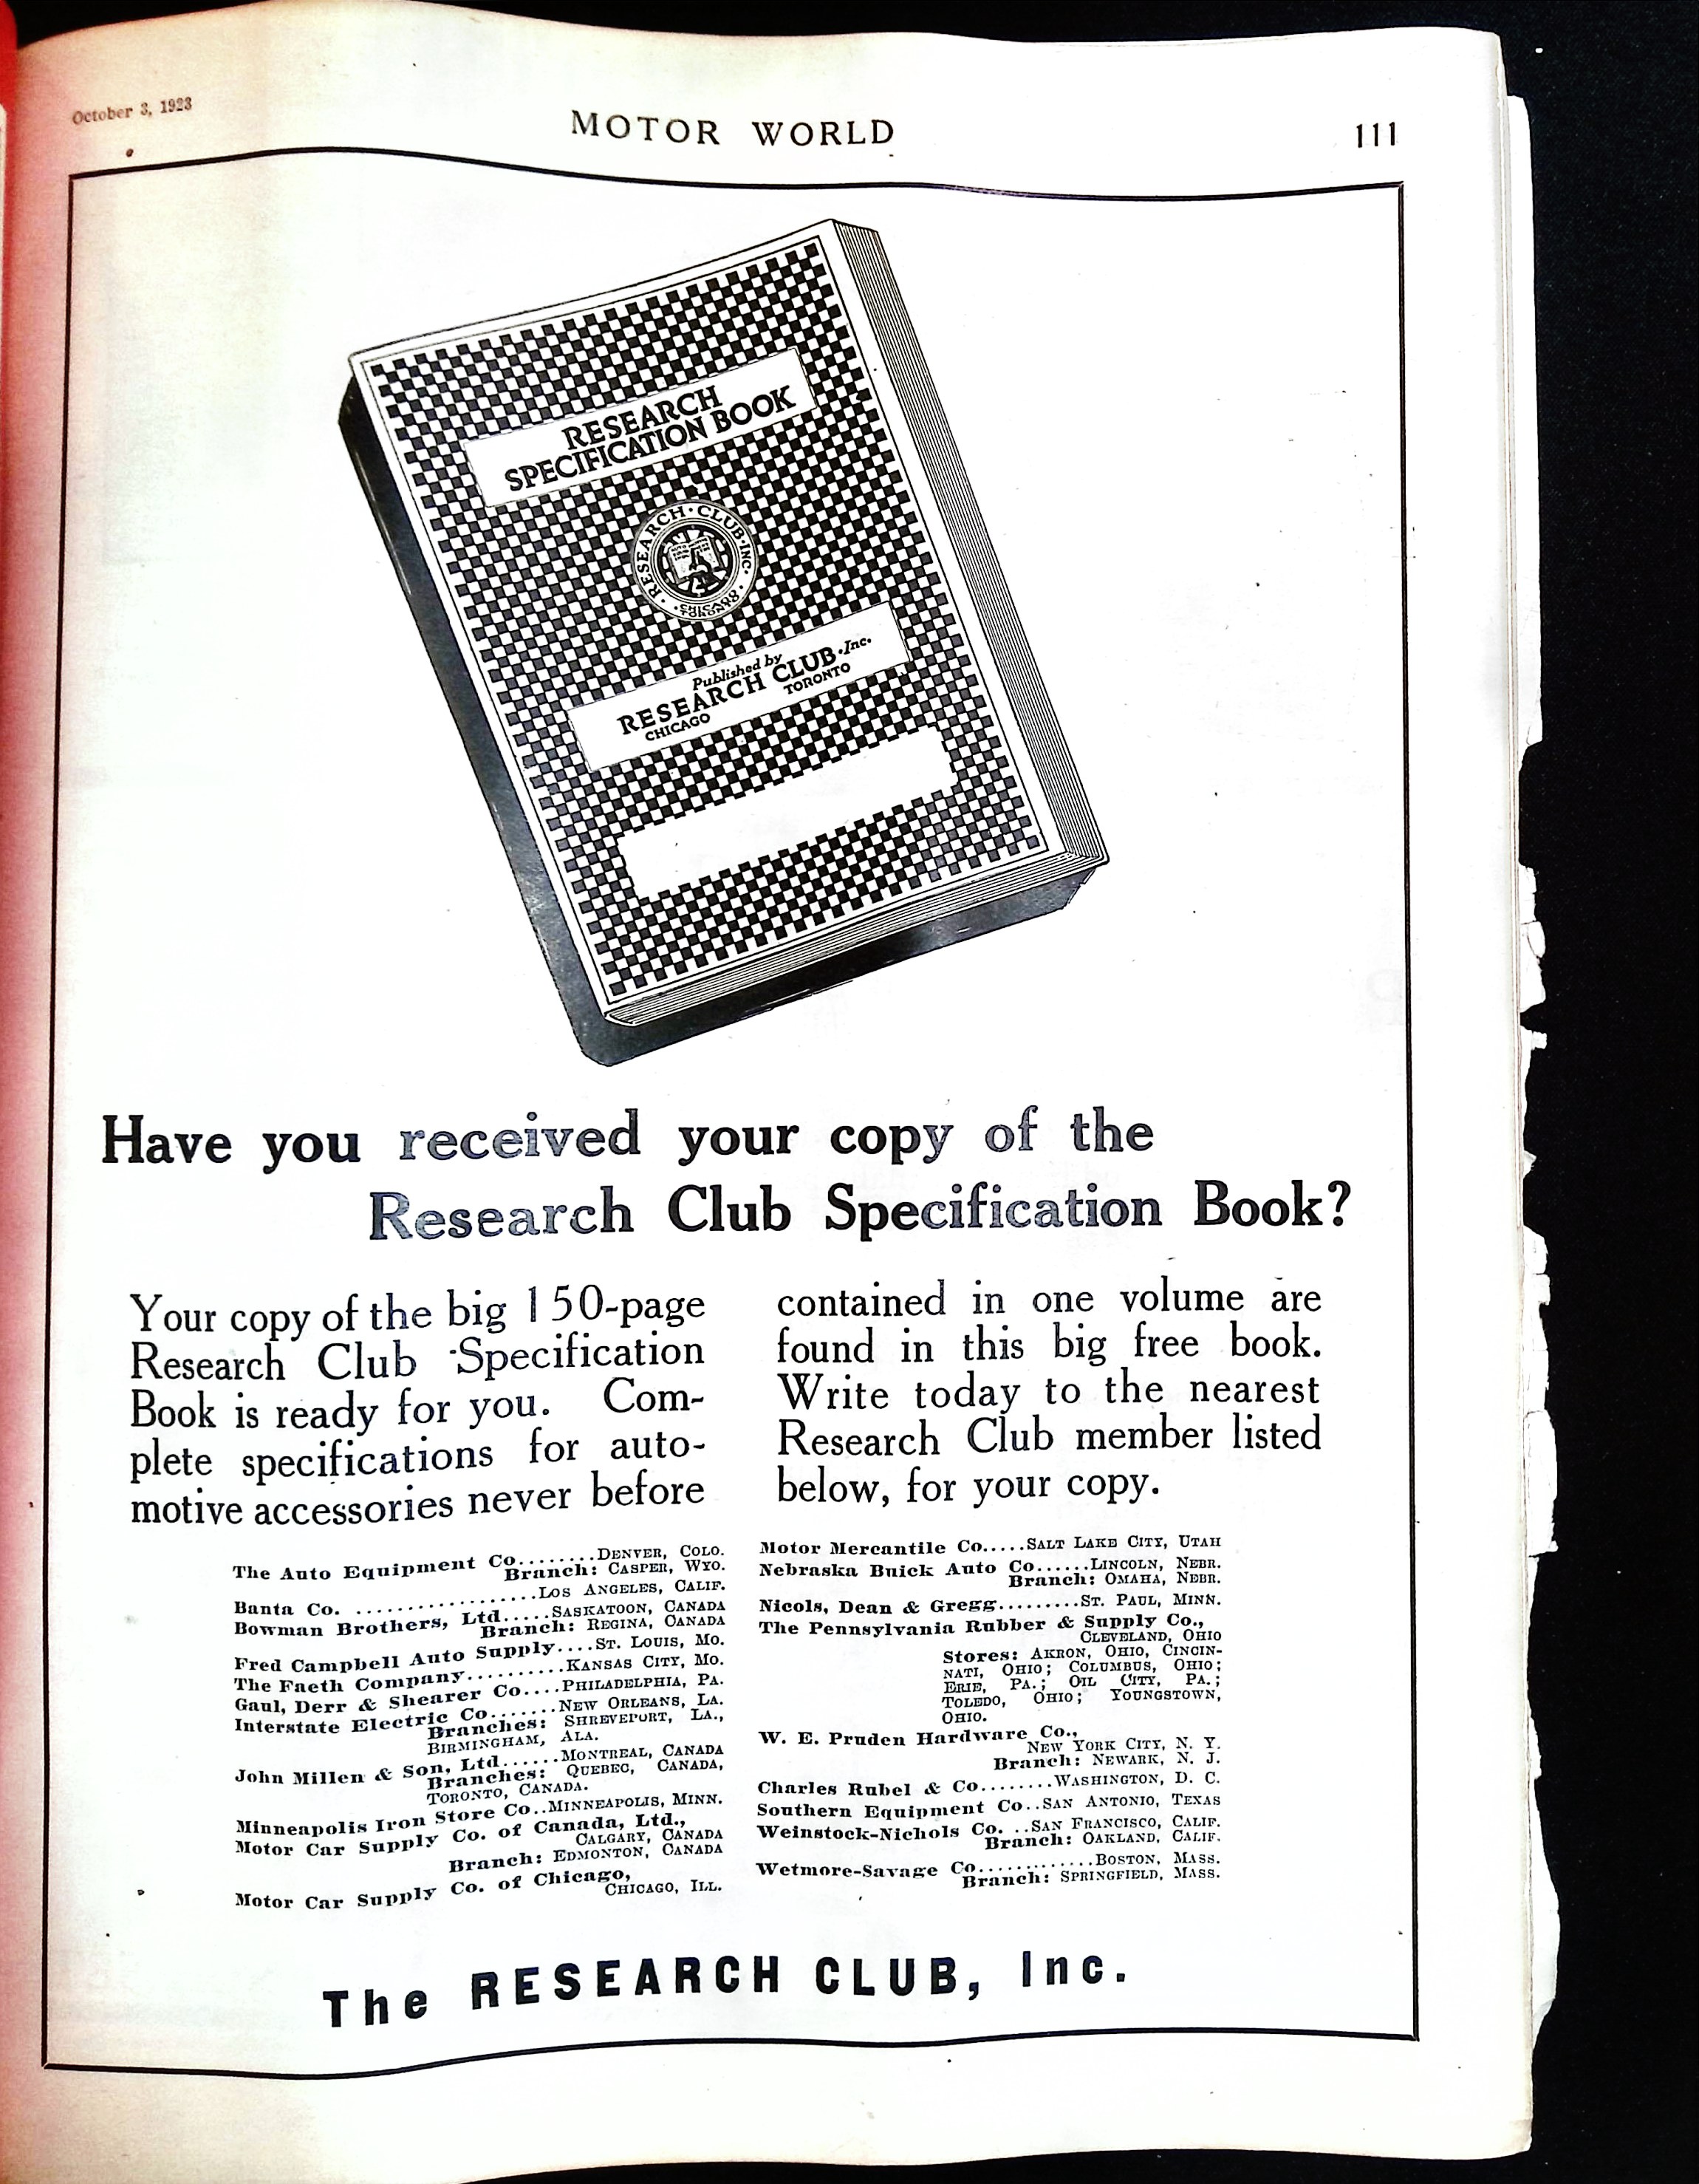 October 3, 1923
MOTOR WORLD
111
RESEARCH
SPECIFICATION BOOK
RESEARCH · CLUB · INC.
· CHICAGO ·
TORONTO
Published by
RESEARCH CLUB · Inc.
CHICAGO TORONTO
Have you received your copy of the
Research Club Specification Book?
Your copy of the big 150-page
Research Club Specification
Book is ready for you. Com-
plete specifications for auto-
motive accessories never before
contained in one volume are
found in this big free book.
Write today to the nearest
Research Club member listed
below, for your copy.
The Auto Equipment Co........DENVER, COLO.
Branch: CASPER, WYO.
Banta Co. ..................LOS ANGELES, CALIF.
Bowman Brothers, Ltd.....SASKATOON, CANADA
Branch: REGINA, CANADA
Fred Campbell Auto Supply....ST. LOUIS, MO.
The Faeth Company..........KANSAS CITY, MO.
Gaul, Derr & Shearer Co....PHILADELPHIA, PA.
Interstate Electric Co.......NEW ORLEANS, LA.
Branches: SHREVEPORT, LA.,
BIRMINGHAM, ALA.
John Millen & Son, Ltd......MONTREAL, CANADA
Branches: QUEBEC, CANADA,
TORONTO, CANADA.
Minneapolis Iron Store Co..MINNEAPOLIS, MINN.
Motor Car Supply Co. of Canada, Ltd.,
CALGARY, CANADA
Branch: EDMONTON, CANADA
Motor Car Supply Co. of Chicago,
CHICAGO, ILL.
Motor Mercantile Co.....SALT LAKE CITY, UTAH
Nebraska Buick Auto Co......LINCOLN, NEBR.
Branch: OMAHA, NEBR.
Nicols, Dean & Gregg.........ST. PAUL, MINN.
The Pennsylvania Rubber & Supply Co.,
CLEVELAND, OHIO
Stores: AKRON, OHIO, CINCIN-
NATI, OHIO; COLUMBUS, OHIO;
ERIE, PA.; OIL CITY, PA.;
TOLEDO, OHIO; YOUNGSTOWN,
OHIO.
W. E. Pruden Hardware Co.,
NEW YORK CITY, N. Y.
Branch: NEWARK, N. J.
Charles Rubel & Co........WASHINGTON, D. C.
Southern Equipment Co..SAN ANTONIO, TEXAS
Weinstock-Nichols Co. ..SAN FRANCISCO, CALIF.
Branch: OAKLAND, CALIF.
Wetmore-Savage Co............BOSTON, MASS.
Branch: SPRINGFIELD, MASS.
The RESEARCH CLUB, Inc.